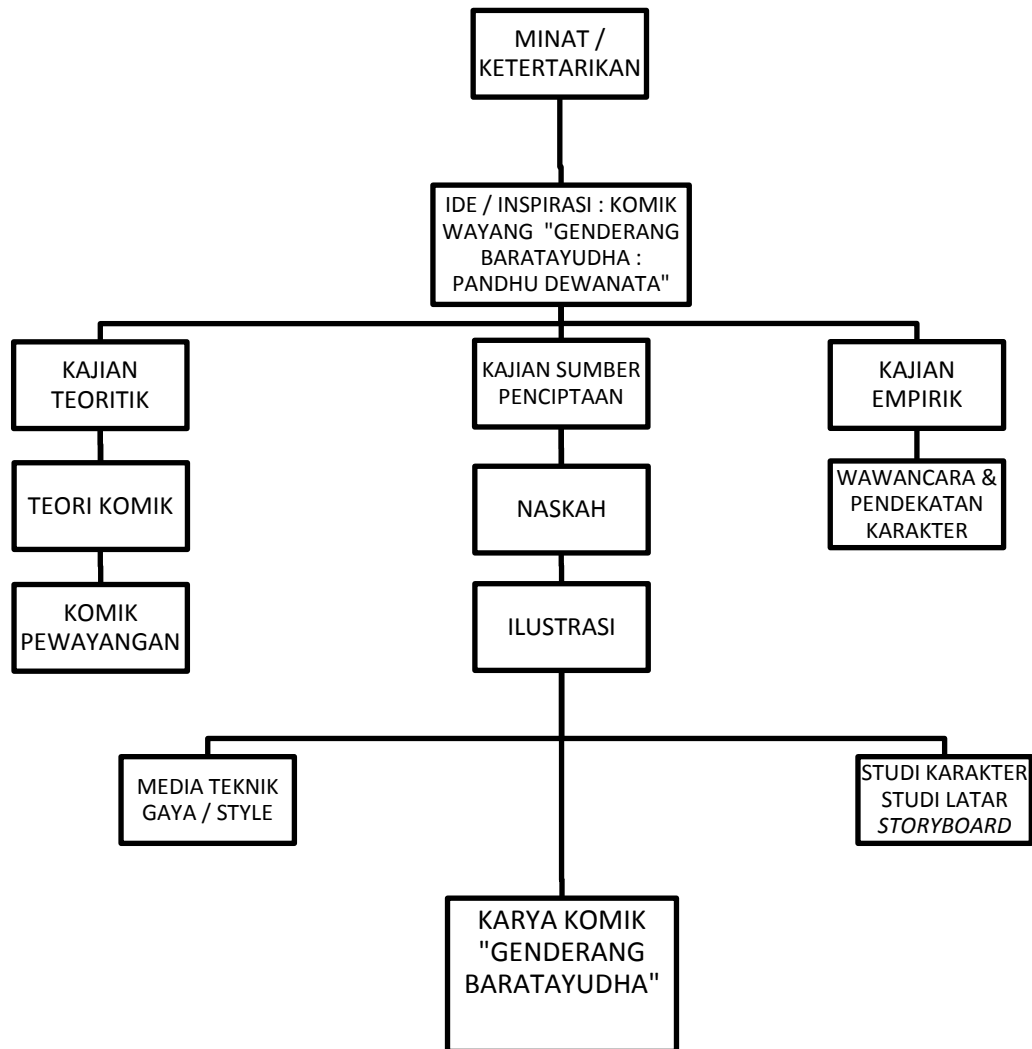 MINAT /
KETERTARIKAN
IDE / INSPIRASI : KOMIK
WAYANG "GENDERANG
BARATAYUDHA :
PANDHU DEWANATA"
KAJIAN
TEORITIK
KAJIAN SUMBER
PENCIPTAAN
KAJIAN
EMPIRIK
TEORI KOMIK
NASKAH
WAWANCARA &
PENDEKATAN
KARAKTER
KOMIK
PEWAYANGAN
ILUSTRASI
MEDIA TEKNIK
GAYA / STYLE
STUDI KARAKTER
STUDI LATAR
STORYBOARD
KARYA KOMIK
"GENDERANG
BARATAYUDHA"